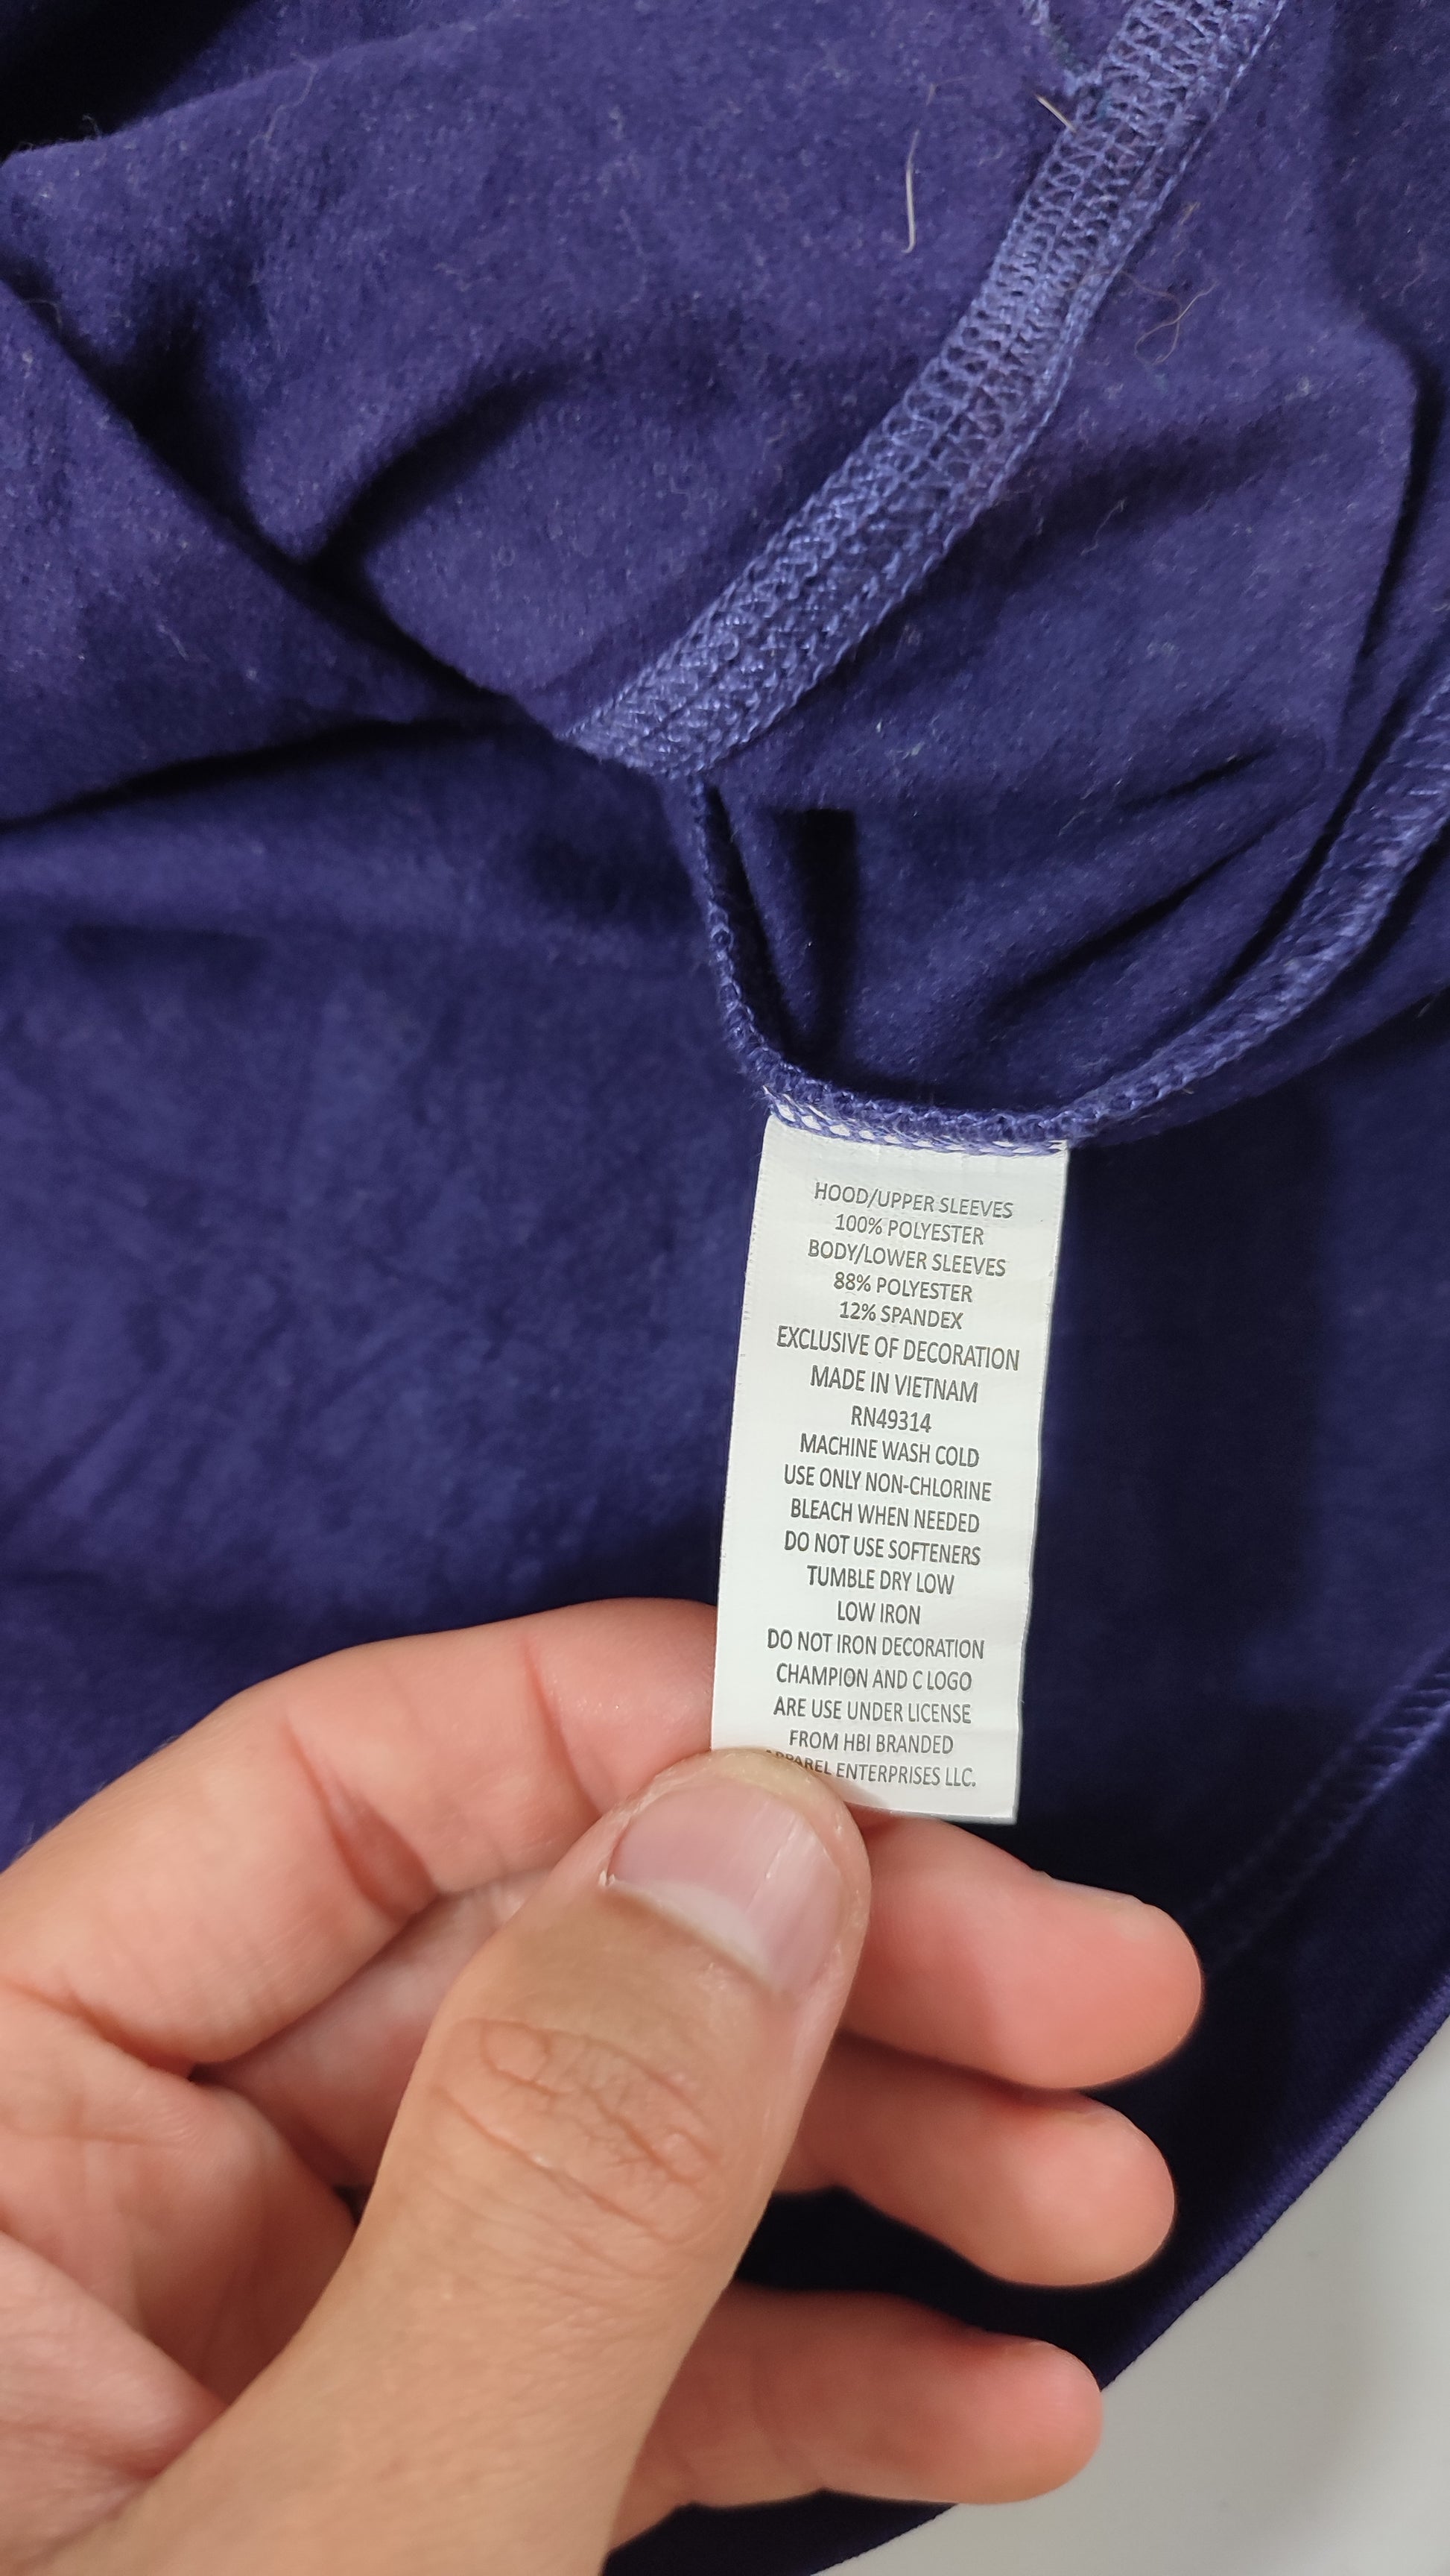 HOOD/UPPER SLEEVES
100% POLYESTER
BODY/LOWER SLEEVES
88% POLYESTER
12% SPANDEX
EXCLUSIVE OF DECORATION
MADE IN VIETNAM
RN49314
MACHINE WASH COLD
USE ONLY NON-CHLORINE
BLEACH WHEN NEEDED
DO NOT USE SOFTENERS
TUMBLE DRY LOW
LOW IRON
DO NOT IRON DECORATION
CHAMPION AND C LOGO
ARE USE UNDER LICENSE
FROM HBI BRANDED
APPAREL ENTERPRISES LLC.